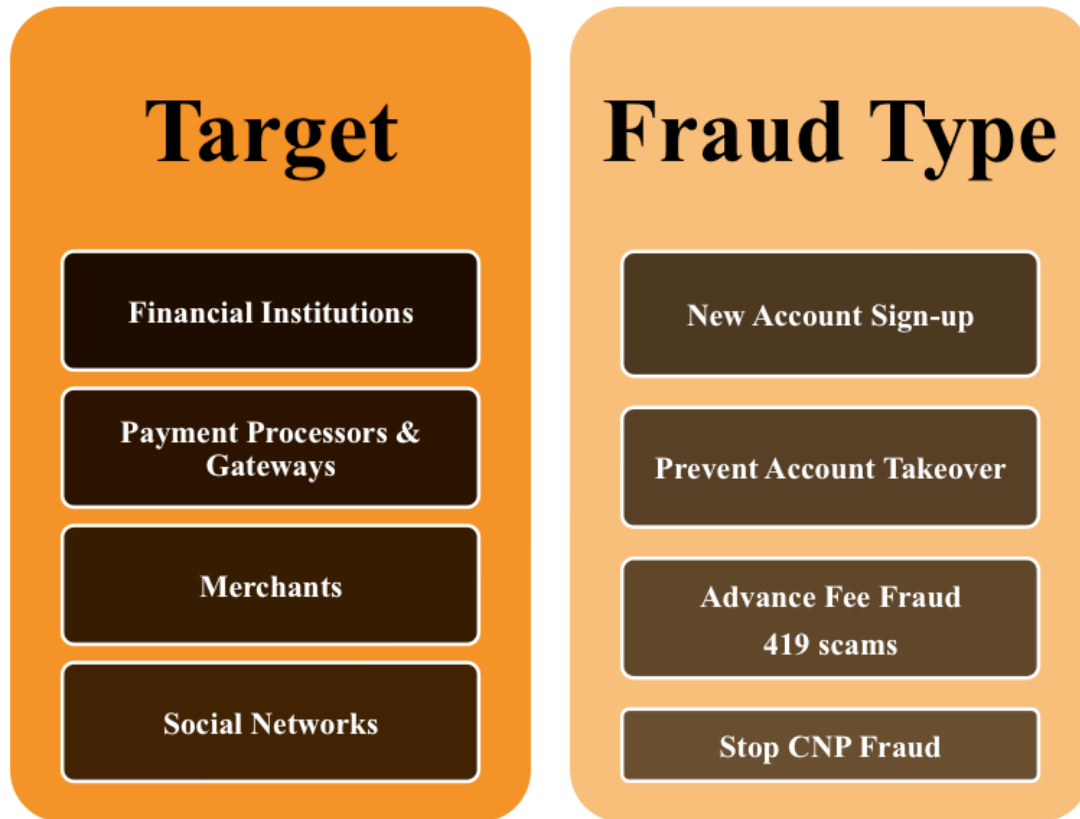 Target
Financial Institutions
Payment Processors &
Gateways
Merchants
Social Networks
Fraud Type
New Account Sign-up
Prevent Account Takeover
Advance Fee Fraud
419 scams
Stop CNP Fraud